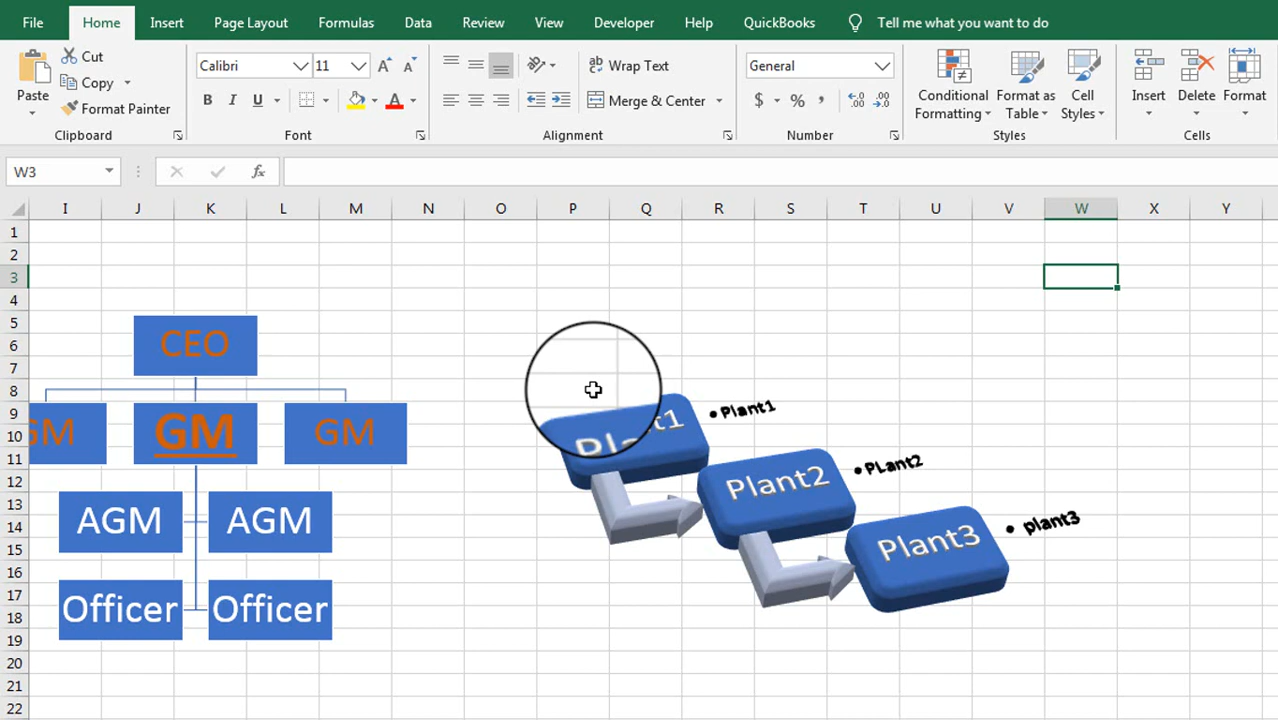 File Home Insert Page Layout Formulas Data Review View Developer Help QuickBooks Tell me what you want to do
Paste
Cut
Copy
Format Painter
Clipboard
Calibri 11
B I U
Font
Wrap Text
Merge & Center
Alignment
General
$ % ,
Number
Conditional Formatting
Format as Table
Cell Styles
Styles
Insert Delete Format
Cells
W3 fx
I J K L M N O P Q R S T U V W X Y
1
2
3
4
5
6
7
8
9
10
11
12
13
14
15
16
17
18
19
20
21
22
CEO
GM GM GM
AGM AGM
Officer Officer
Plant1 • Plant1
Plant2 • PLant2
Plant3 • plant3